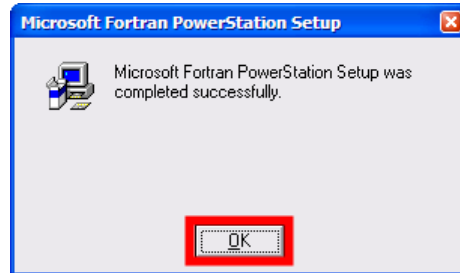 Microsoft Fortran PowerStation Setup
Microsoft Fortran PowerStation Setup was
completed successfully.
OK